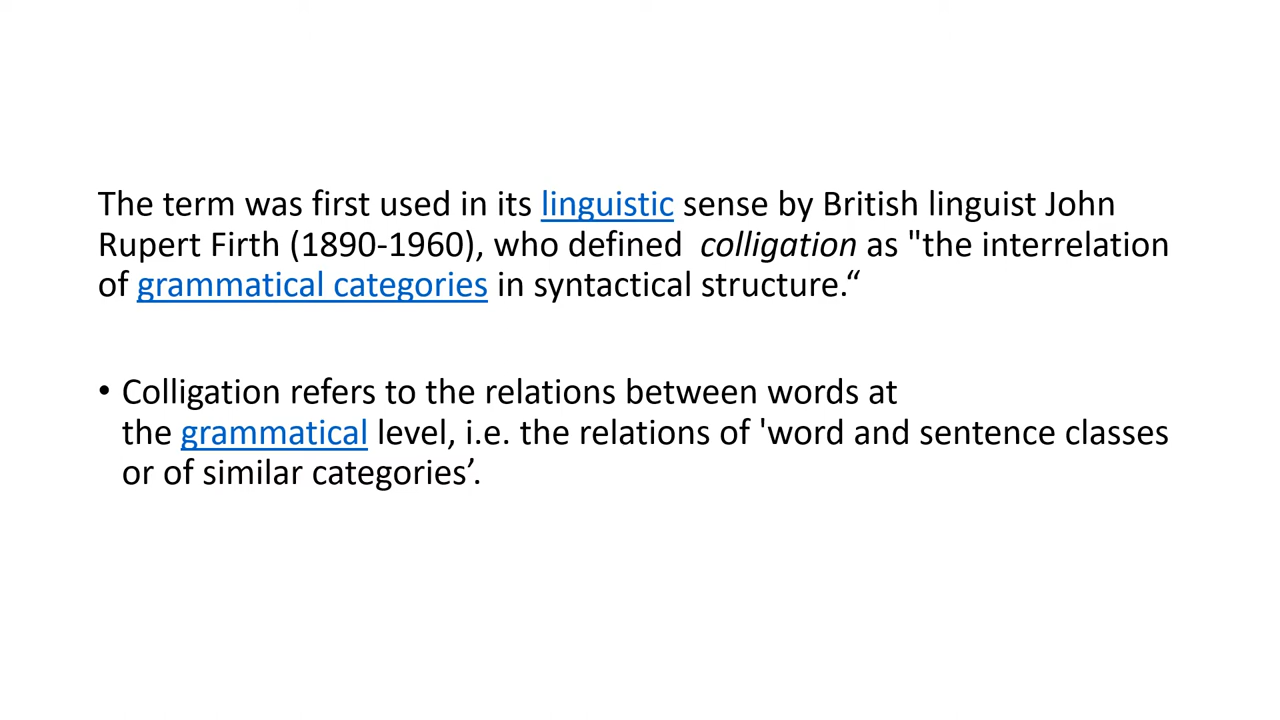 The term was first used in its linguistic sense by British linguist John
Rupert Firth (1890-1960), who defined  colligation as "the interrelation
of grammatical categories in syntactical structure.“
• Colligation refers to the relations between words at
the grammatical level, i.e. the relations of 'word and sentence classes
or of similar categories’.